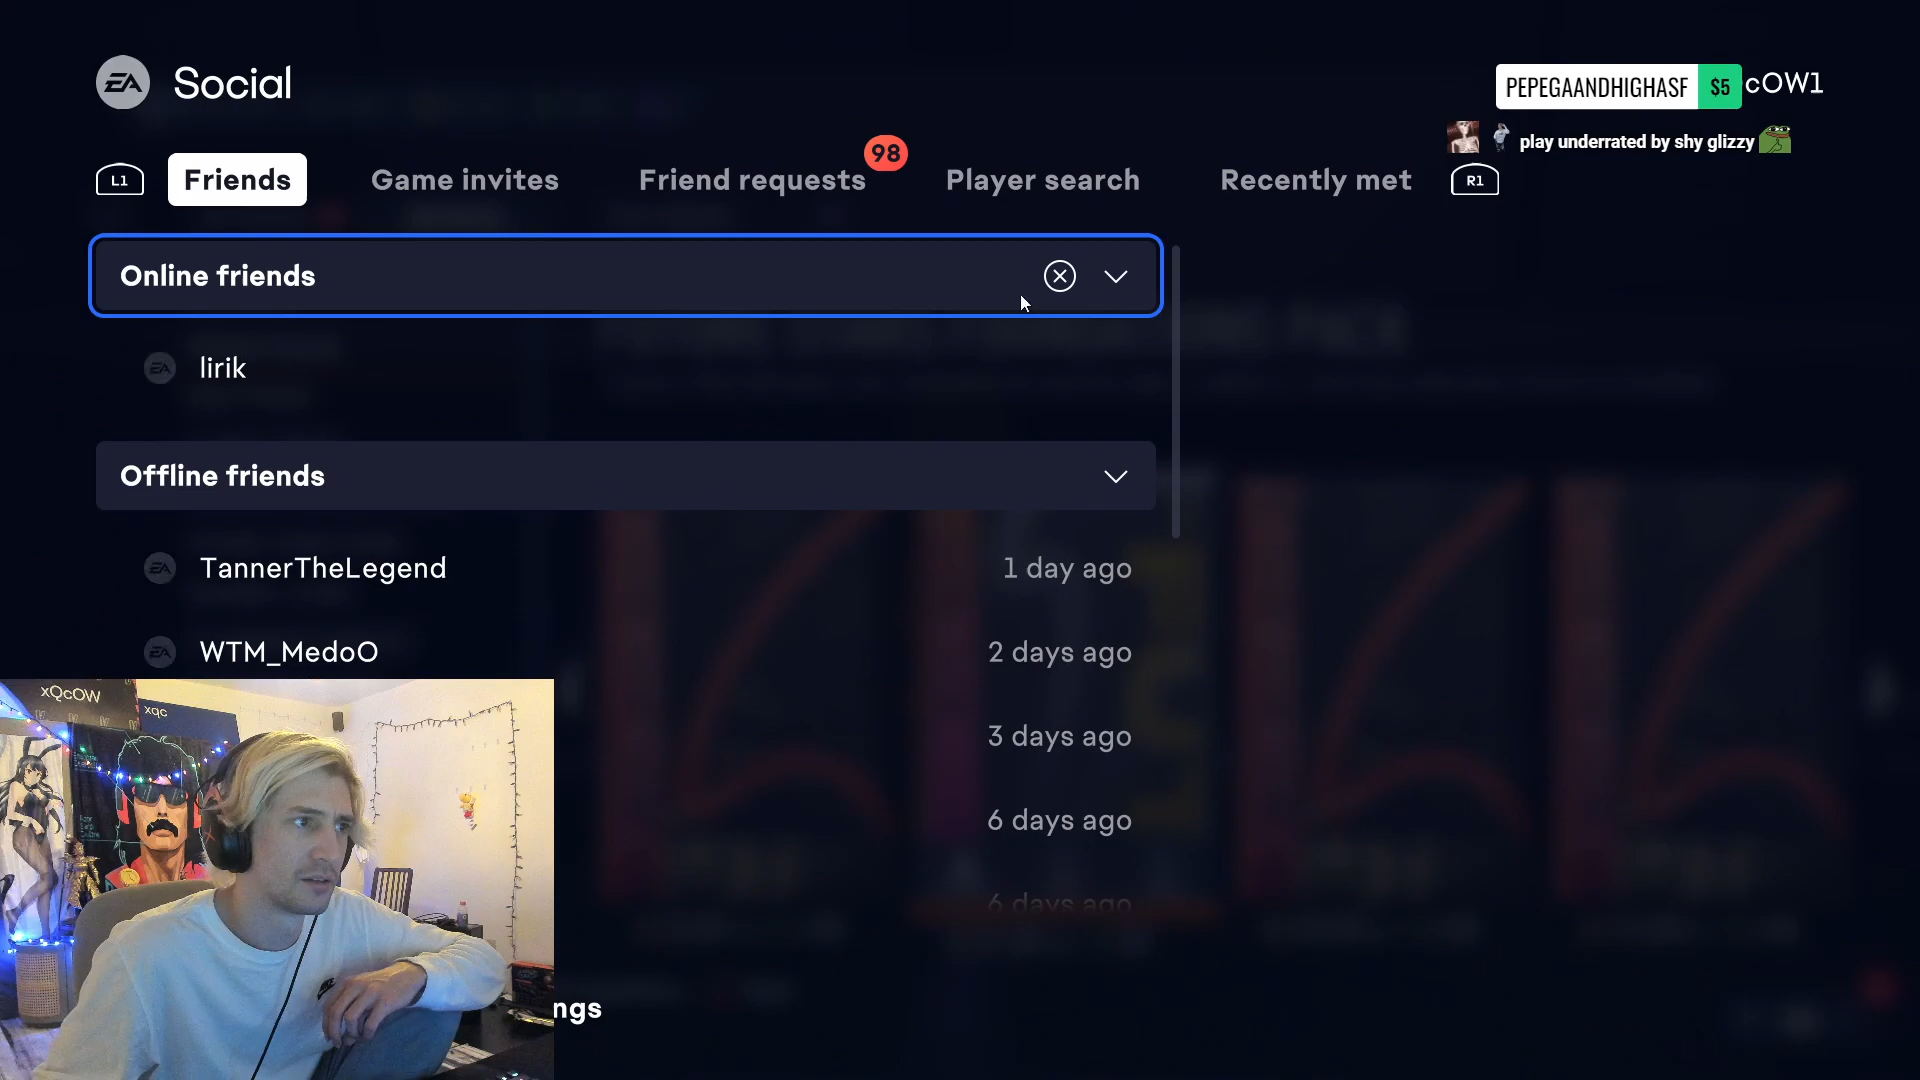 EA Social
PEPEGAANDHIGHASF $5 cOW1
play underrated by shy glizzy
L1 Friends Game invites Friend requests 98 Player search Recently met R1
Online friends
lirik
Offline friends
TannerTheLegend 1 day ago
WTM_MedoO 2 days ago
3 days ago
6 days ago
6 days ago
xQcOW
xqc
ngs